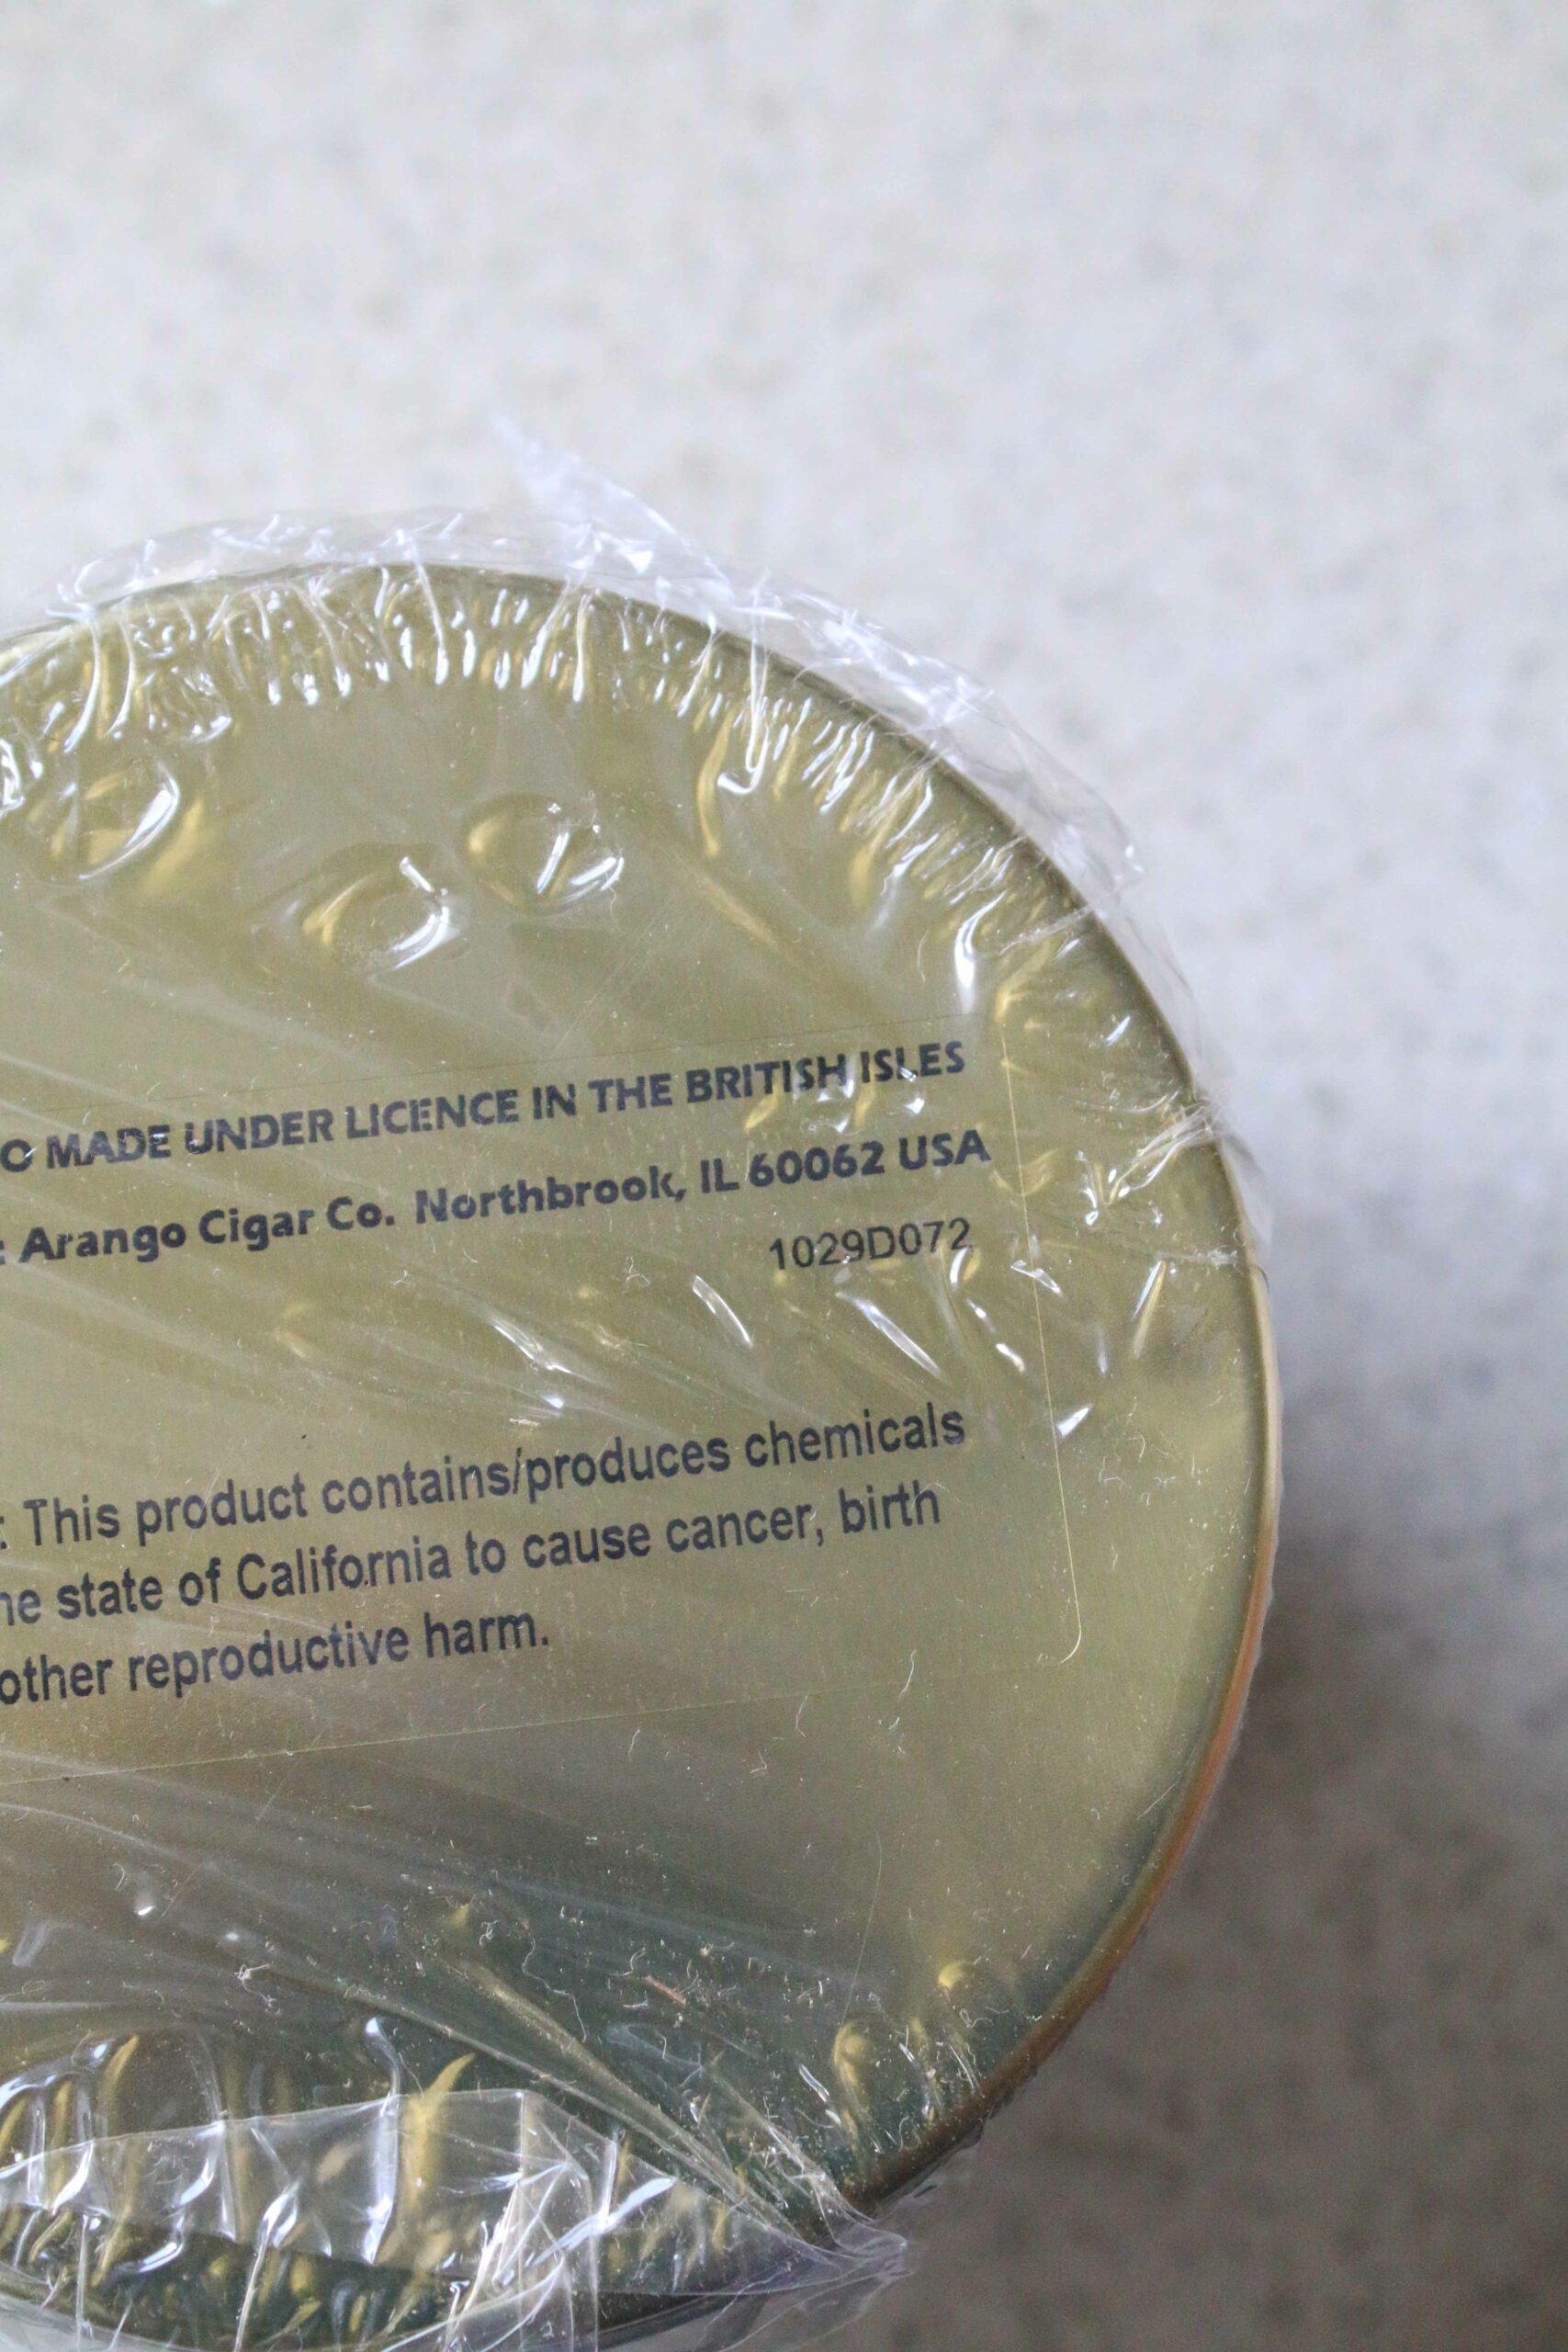 O MADE UNDER LICENCE IN THE BRITISH ISLES
: Arango Cigar Co. Northbrook, IL 60062 USA
1029D072
: This product contains/produces chemicals
he state of California to cause cancer, birth
other reproductive harm.